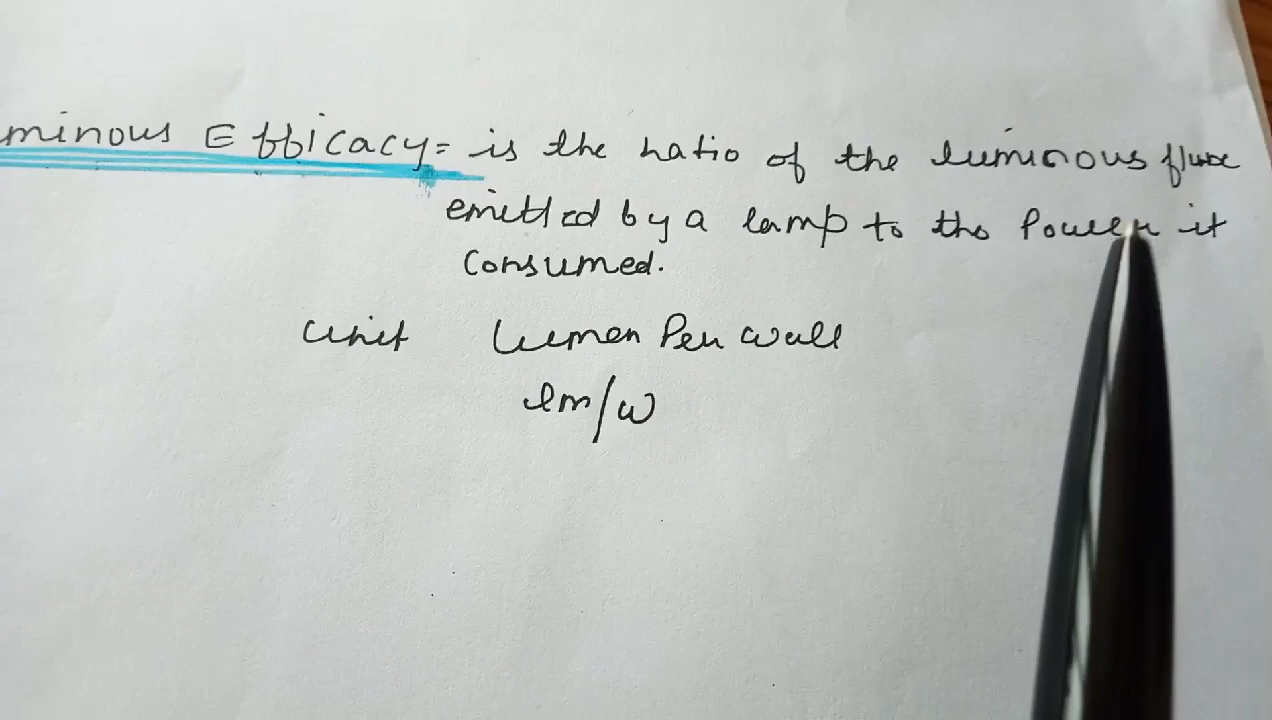 minous Efficacy = is the ratio of the luminous flux
emitted by a lamp to the Power it
Consumed.
Unit Lumen Per watt
lm/w